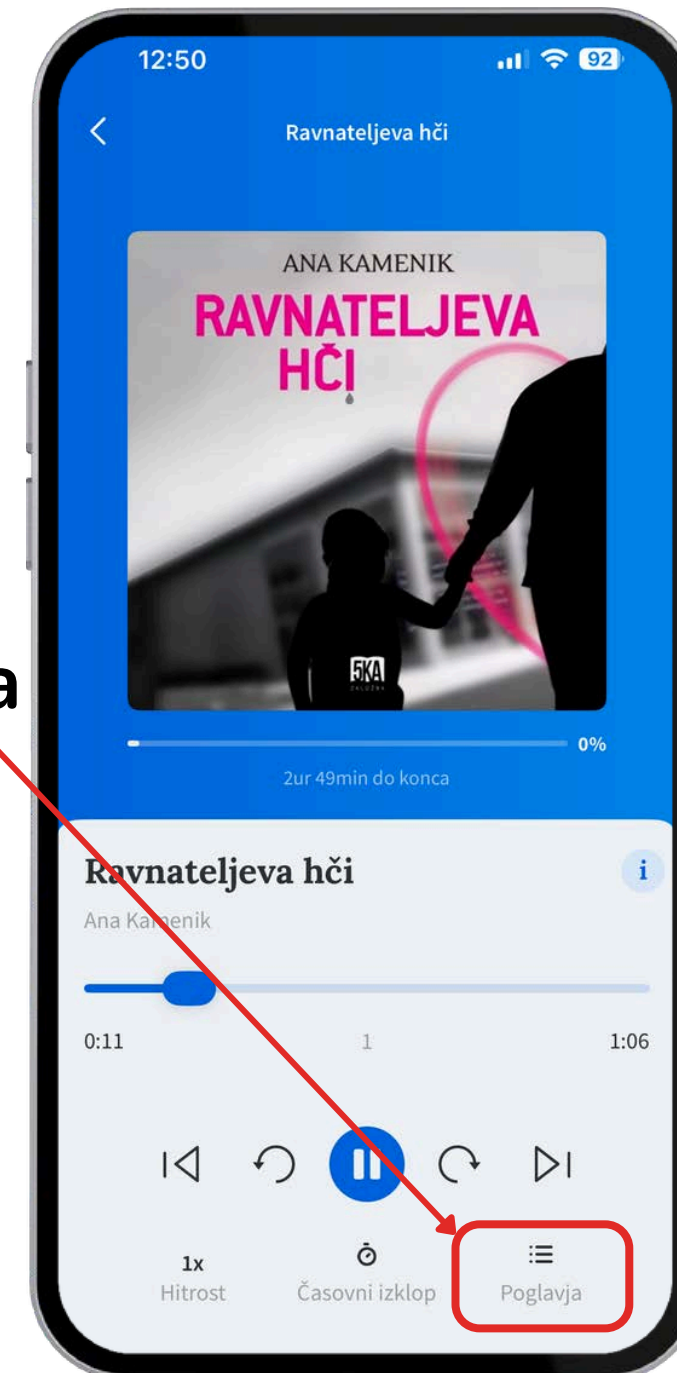 12:50 92
Ravnateljeva hči
ANA KAMENIK
RAVNATELJEVA
HČI
5KA
ZALOŽBA
0%
2ur 49min do konca
a
Ravnateljeva hči i
Ana Kamenik
0:11 1 1:06
1x
Hitrost Časovni izklop Poglavja